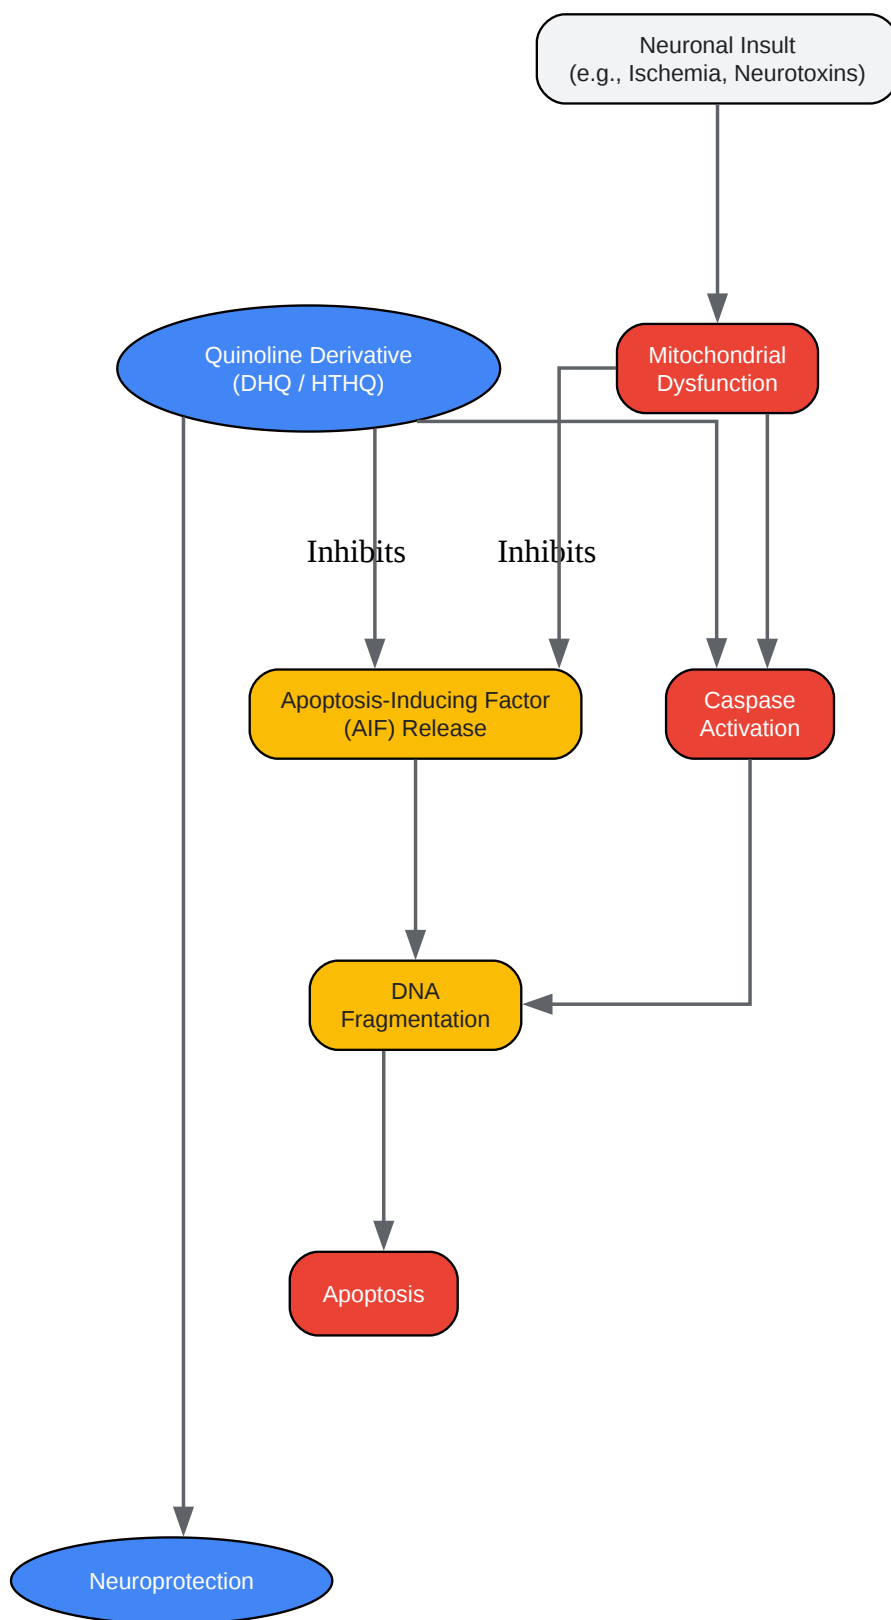 Neuronal Insult
(e.g., Ischemia, Neurotoxins)
Quinoline Derivative
(DHQ / HTHQ)
Mitochondrial
Dysfunction
Inhibits
Inhibits
Apoptosis-Inducing Factor
(AIF) Release
Caspase
Activation
DNA
Fragmentation
Apoptosis
Neuroprotection